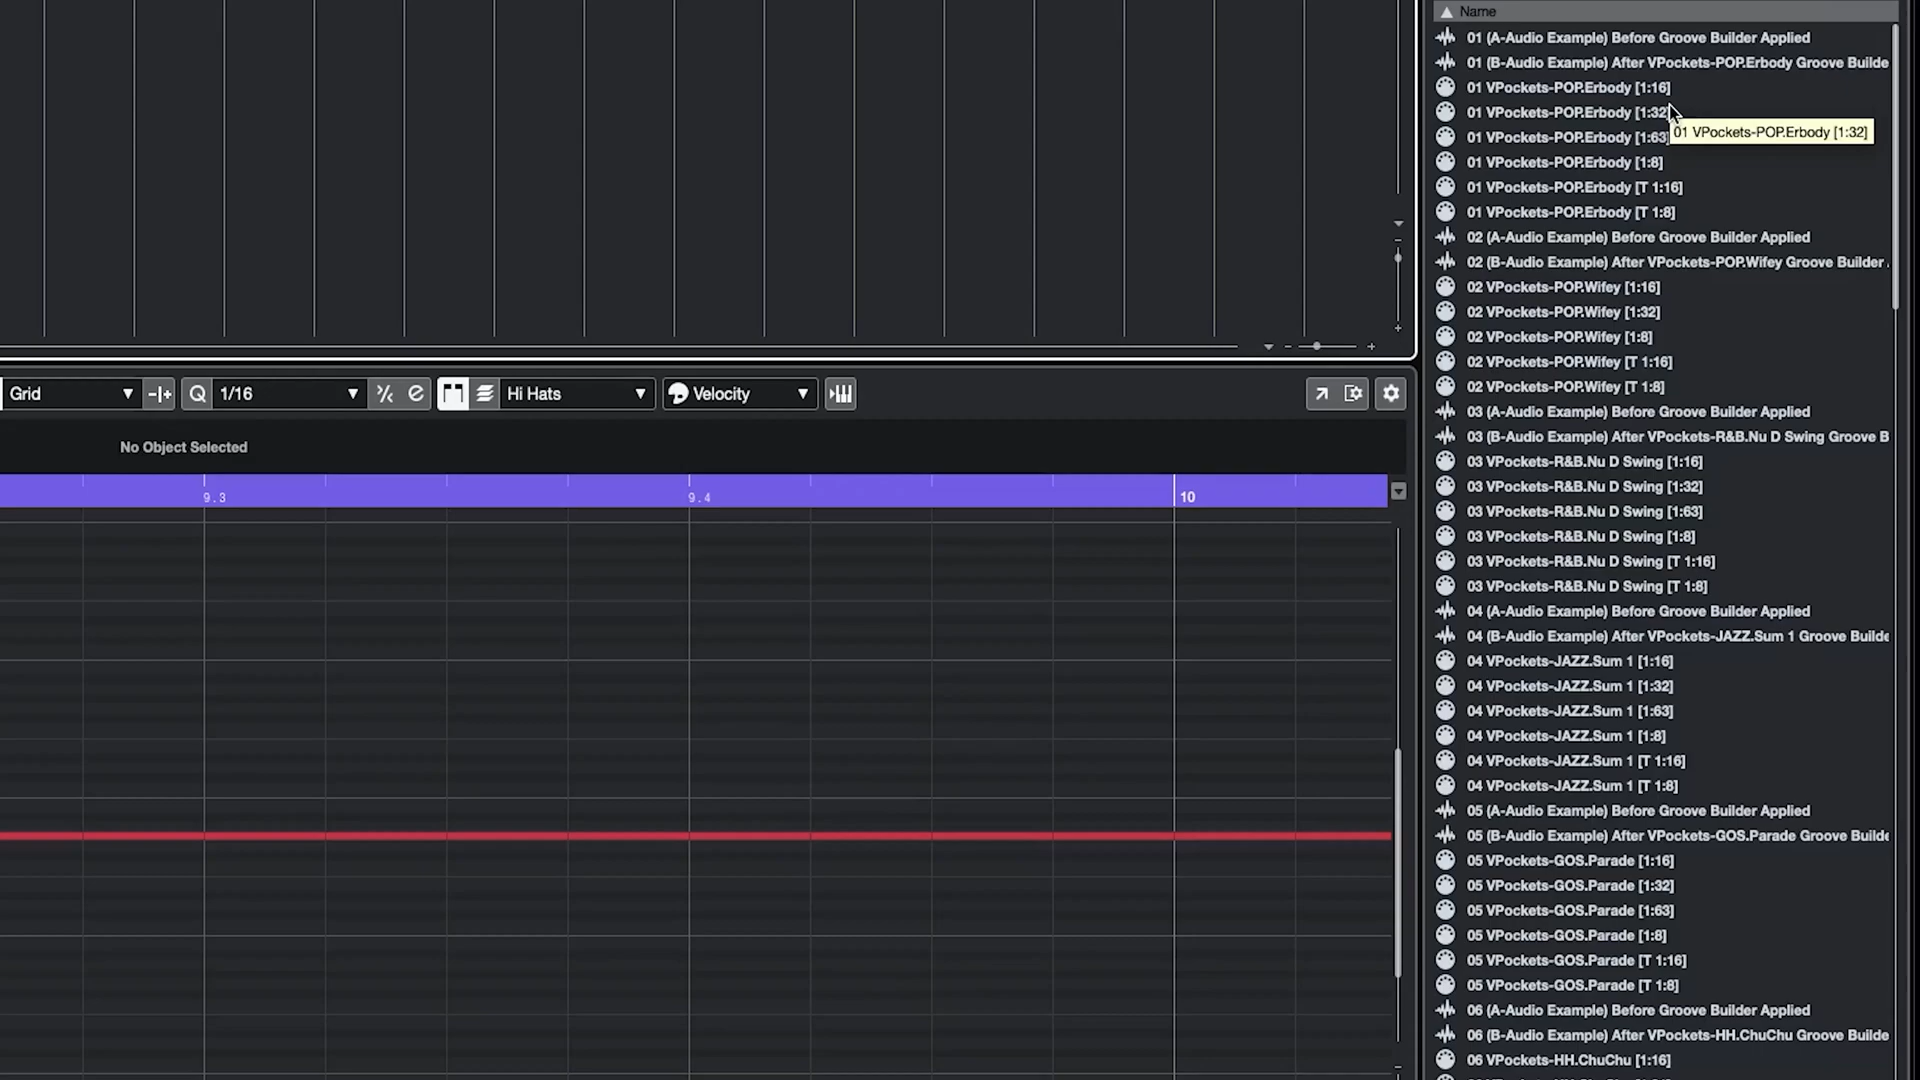 Name
01 (A-Audio Example) Before Groove Builder Applied
01 (B-Audio Example) After VPockets-POP.Erbody Groove Builde
01 VPockets-POP.Erbody [1:16]
01 VPockets-POP.Erbody [1:32]
01 VPockets-POP.Erbody [1:32]
01 VPockets-POP.Erbody [1:63]
01 VPockets-POP.Erbody [1:8]
01 VPockets-POP.Erbody [T 1:16]
01 VPockets-POP.Erbody [T 1:8]
02 (A-Audio Example) Before Groove Builder Applied
02 (B-Audio Example) After VPockets-POP.Wifey Groove Builder .
02 VPockets-POP.Wifey [1:16]
02 VPockets-POP.Wifey [1:32]
02 VPockets-POP.Wifey [1:8]
02 VPockets-POP.Wifey [T 1:16]
02 VPockets-POP.Wifey [T 1:8]
03 (A-Audio Example) Before Groove Builder Applied
03 (B-Audio Example) After VPockets-R&B.Nu D Swing Groove B
03 VPockets-R&B.Nu D Swing [1:16]
03 VPockets-R&B.Nu D Swing [1:32]
03 VPockets-R&B.Nu D Swing [1:63]
03 VPockets-R&B.Nu D Swing [1:8]
03 VPockets-R&B.Nu D Swing [T 1:16]
03 VPockets-R&B.Nu D Swing [T 1:8]
04 (A-Audio Example) Before Groove Builder Applied
04 (B-Audio Example) After VPockets-JAZZ.Sum 1 Groove Builde
04 VPockets-JAZZ.Sum 1 [1:16]
04 VPockets-JAZZ.Sum 1 [1:32]
04 VPockets-JAZZ.Sum 1 [1:63]
04 VPockets-JAZZ.Sum 1 [1:8]
04 VPockets-JAZZ.Sum 1 [T 1:16]
04 VPockets-JAZZ.Sum 1 [T 1:8]
05 (A-Audio Example) Before Groove Builder Applied
05 (B-Audio Example) After VPockets-GOS.Parade Groove Builde
05 VPockets-GOS.Parade [1:16]
05 VPockets-GOS.Parade [1:32]
05 VPockets-GOS.Parade [1:63]
05 VPockets-GOS.Parade [1:8]
05 VPockets-GOS.Parade [T 1:16]
05 VPockets-GOS.Parade [T 1:8]
06 (A-Audio Example) Before Groove Builder Applied
06 (B-Audio Example) After VPockets-HH.ChuChu Groove Builde
06 VPockets-HH.ChuChu [1:16]
Grid Q 1/16 Hi Hats Velocity
No Object Selected
9.3 9.4 10